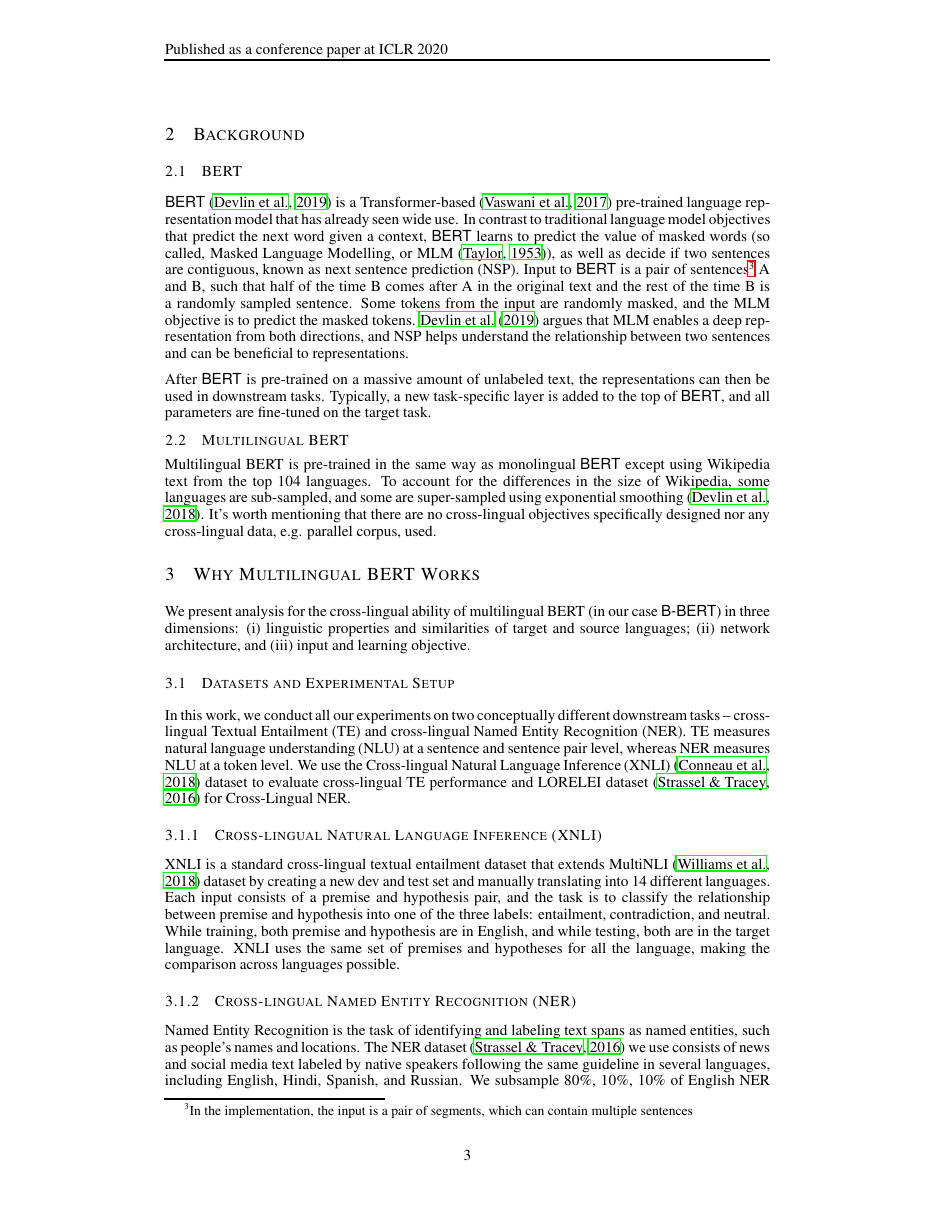 Published as a conference paper at ICLR 2020
2 BACKGROUND
2.1 BERT
BERT (Devlin et al., 2019) is a Transformer-based (Vaswani et al., 2017) pre-trained language rep-
resentation model that has already seen wide use. In contrast to traditional language model objectives
that predict the next word given a context, BERT learns to predict the value of masked words (so
called, Masked Language Modelling, or MLM (Taylor, 1953)), as well as decide if two sentences
are contiguous, known as next sentence prediction (NSP). Input to BERT is a pair of sentences³ A
and B, such that half of the time B comes after A in the original text and the rest of the time B is
a randomly sampled sentence. Some tokens from the input are randomly masked, and the MLM
objective is to predict the masked tokens. Devlin et al. (2019) argues that MLM enables a deep rep-
resentation from both directions, and NSP helps understand the relationship between two sentences
and can be beneficial to representations.
After BERT is pre-trained on a massive amount of unlabeled text, the representations can then be
used in downstream tasks. Typically, a new task-specific layer is added to the top of BERT, and all
parameters are fine-tuned on the target task.
2.2 MULTILINGUAL BERT
Multilingual BERT is pre-trained in the same way as monolingual BERT except using Wikipedia
text from the top 104 languages. To account for the differences in the size of Wikipedia, some
languages are sub-sampled, and some are super-sampled using exponential smoothing (Devlin et al.,
2018). It's worth mentioning that there are no cross-lingual objectives specifically designed nor any
cross-lingual data, e.g. parallel corpus, used.
3 WHY MULTILINGUAL BERT WORKS
We present analysis for the cross-lingual ability of multilingual BERT (in our case B-BERT) in three
dimensions: (i) linguistic properties and similarities of target and source languages; (ii) network
architecture, and (iii) input and learning objective.
3.1 DATASETS AND EXPERIMENTAL SETUP
In this work, we conduct all our experiments on two conceptually different downstream tasks – cross-
lingual Textual Entailment (TE) and cross-lingual Named Entity Recognition (NER). TE measures
natural language understanding (NLU) at a sentence and sentence pair level, whereas NER measures
NLU at a token level. We use the Cross-lingual Natural Language Inference (XNLI) (Conneau et al.,
2018) dataset to evaluate cross-lingual TE performance and LORELEI dataset (Strassel & Tracey,
2016) for Cross-Lingual NER.
3.1.1 CROSS-LINGUAL NATURAL LANGUAGE INFERENCE (XNLI)
XNLI is a standard cross-lingual textual entailment dataset that extends MultiNLI (Williams et al.,
2018) dataset by creating a new dev and test set and manually translating into 14 different languages.
Each input consists of a premise and hypothesis pair, and the task is to classify the relationship
between premise and hypothesis into one of the three labels: entailment, contradiction, and neutral.
While training, both premise and hypothesis are in English, and while testing, both are in the target
language. XNLI uses the same set of premises and hypotheses for all the language, making the
comparison across languages possible.
3.1.2 CROSS-LINGUAL NAMED ENTITY RECOGNITION (NER)
Named Entity Recognition is the task of identifying and labeling text spans as named entities, such
as people's names and locations. The NER dataset (Strassel & Tracey, 2016) we use consists of news
and social media text labeled by native speakers following the same guideline in several languages,
including English, Hindi, Spanish, and Russian. We subsample 80%, 10%, 10% of English NER
³In the implementation, the input is a pair of segments, which can contain multiple sentences
3